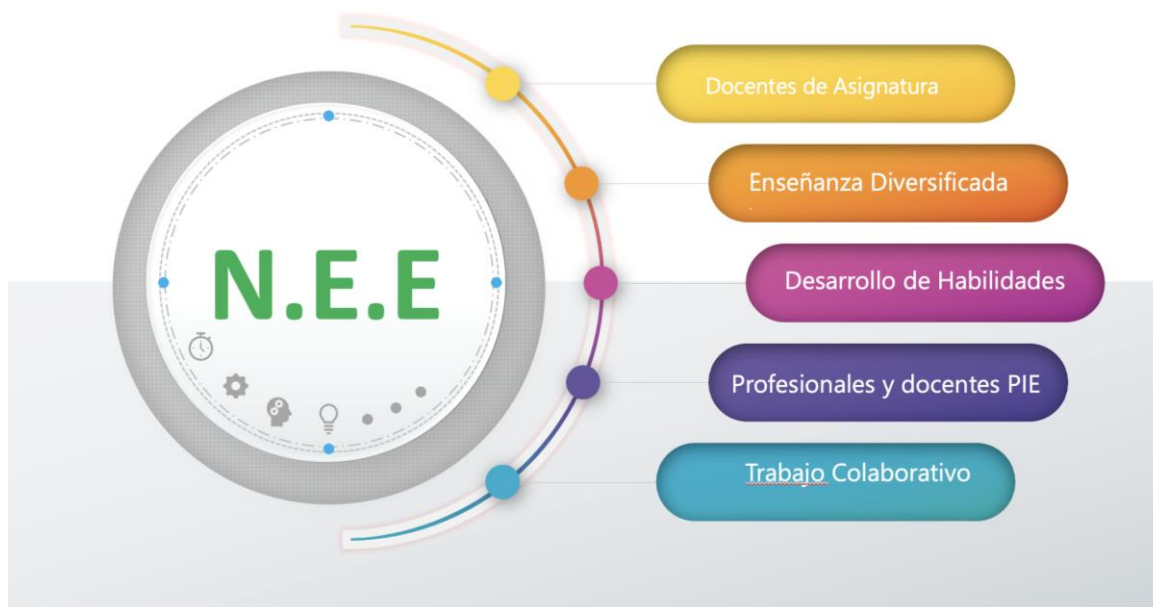 N.E.E
Docentes de Asignatura
Enseñanza Diversificada
.
Desarrollo de Habilidades
Profesionales y docentes PIE
Trabajo Colaborativo